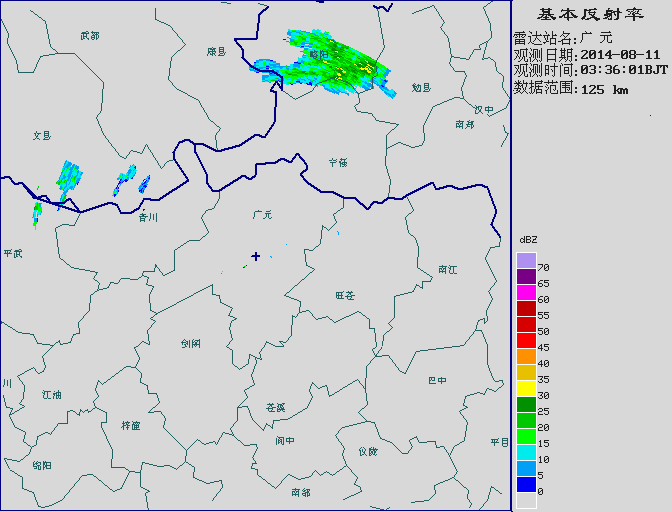 基本反射率
雷达站名:广 元
观测日期:2014-08-11
观测时间:03:36:01BJT
数据范围:125 km
武都
康县
略阳
勉县
汉中
南郑
文县
宁强
青川
广元
平武
南江
旺苍
剑阁
巴中
川
江油
苍溪
梓潼
阆中
仪陇
平昌
绵阳
南部
dBZ
70
65
60
55
50
45
40
35
30
25
20
15
10
5
0